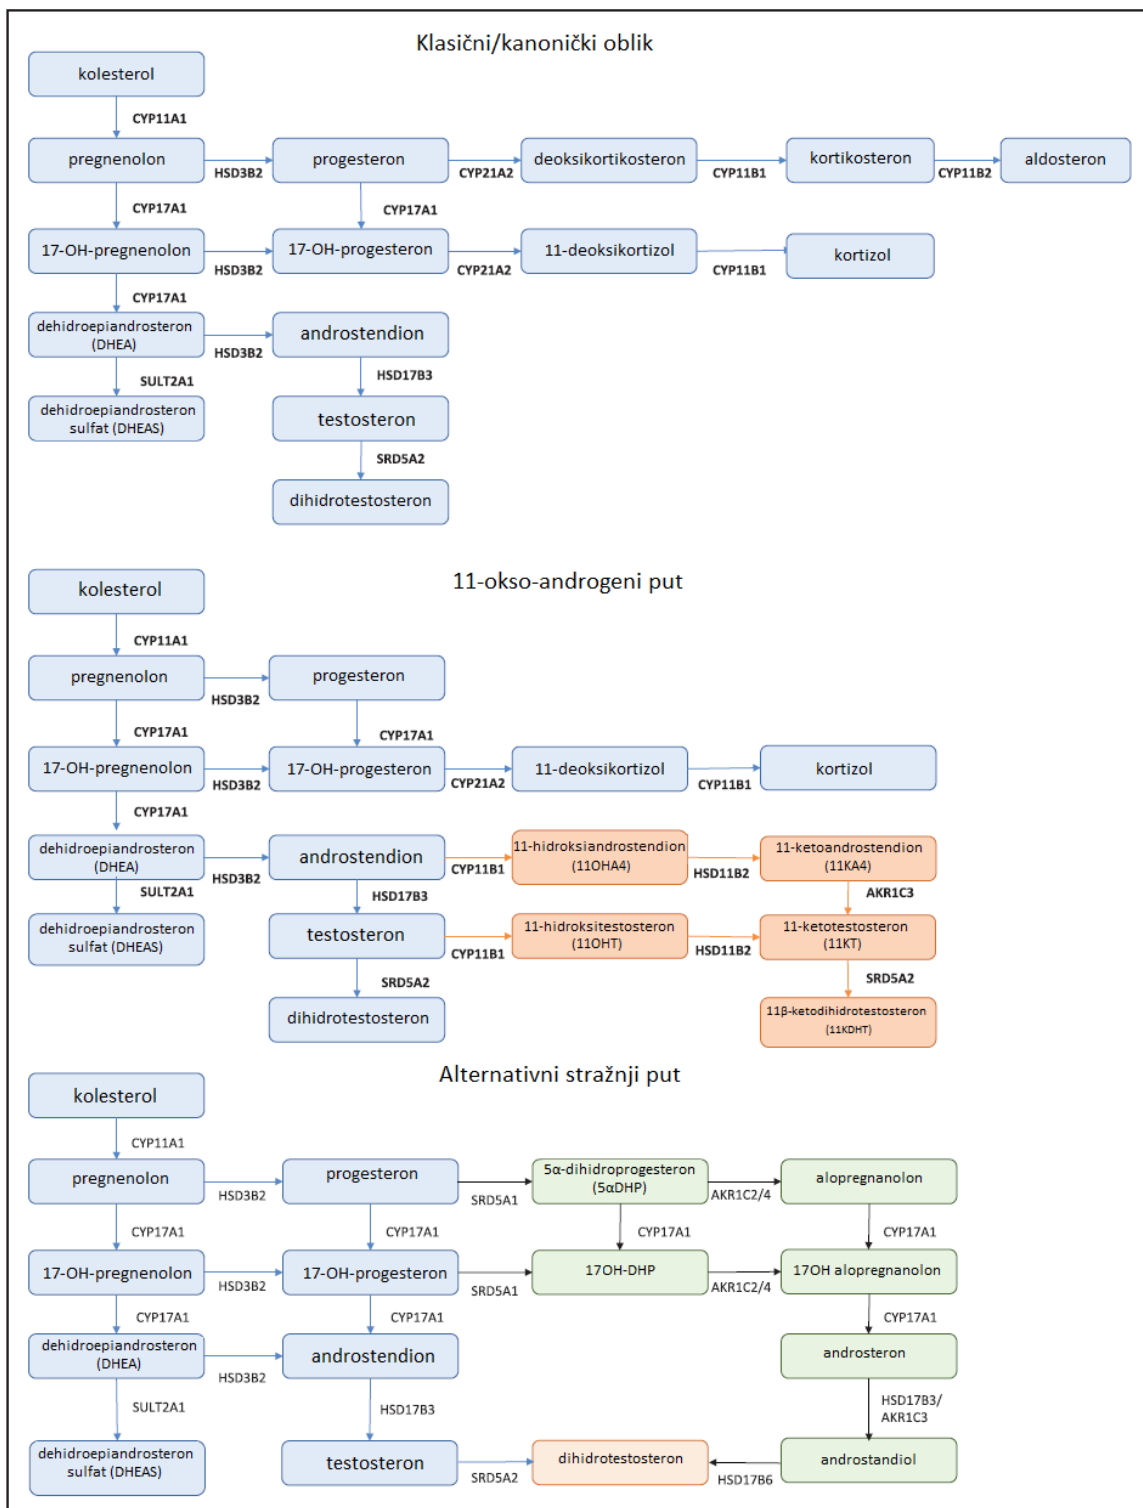 Klasični/kanonički oblik
kolesterol
CYP11A1
pregnenolon
HSD3B2
progesteron
CYP21A2
deoksikortikosteron
CYP11B1
kortikosteron
CYP11B2
aldosteron
CYP17A1
CYP17A1
17-OH-pregnenolon
HSD3B2
17-OH-progesteron
CYP21A2
11-deoksikortizol
CYP11B1
kortizol
CYP17A1
dehidroepiandrosteron
(DHEA)
HSD3B2
androstendion
SULT2A1
HSD17B3
dehidroepiandrosteron
sulfat (DHEAS)
testosteron
SRD5A2
dihidrotestosteron
11-okso-androgeni put
kolesterol
CYP11A1
pregnenolon
HSD3B2
progesteron
CYP17A1
CYP17A1
17-OH-pregnenolon
HSD3B2
17-OH-progesteron
CYP21A2
11-deoksikortizol
CYP11B1
kortizol
CYP17A1
dehidroepiandrosteron
(DHEA)
HSD3B2
androstendion
CYP11B1
11-hidroksiandrostendion
(11OHA4)
HSD11B2
11-ketoandrostendion
(11KA4)
SULT2A1
HSD17B3
AKR1C3
dehidroepiandrosteron
sulfat (DHEAS)
testosteron
CYP11B1
11-hidroksitestosteron
(11OHT)
HSD11B2
11-ketotestosteron
(11KT)
SRD5A2
SRD5A2
dihidrotestosteron
11β-ketodihidrotestosteron
(11KDHT)
Alternativni stražnji put
kolesterol
CYP11A1
pregnenolon
HSD3B2
progesteron
SRD5A1
5α-dihidroprogesteron
(5αDHP)
AKR1C2/4
alopregnanolon
CYP17A1
CYP17A1
CYP17A1
CYP17A1
17-OH-pregnenolon
HSD3B2
17-OH-progesteron
SRD5A1
17OH-DHP
AKR1C2/4
17OH alopregnanolon
CYP17A1
CYP17A1
CYP17A1
dehidroepiandrosteron
(DHEA)
HSD3B2
androstendion
androsteron
SULT2A1
HSD17B3
HSD17B3/
AKR1C3
dehidroepiandrosteron
sulfat (DHEAS)
testosteron
SRD5A2
dihidrotestosteron
HSD17B6
androstandiol